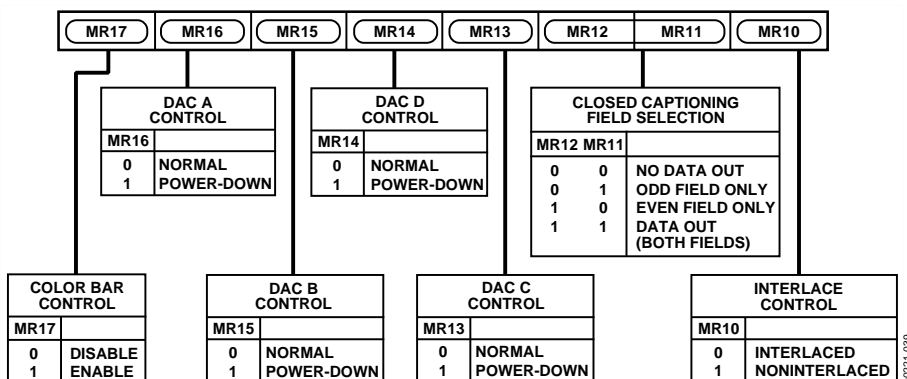 MR17 MR16 MR15 MR14 MR13 MR12 MR11 MR10
DAC A
CONTROL
MR16
0 NORMAL
1 POWER-DOWN
DAC D
CONTROL
MR14
0 NORMAL
1 POWER-DOWN
CLOSED CAPTIONING
FIELD SELECTION
MR12 MR11
0 0 NO DATA OUT
0 1 ODD FIELD ONLY
1 0 EVEN FIELD ONLY
1 1 DATA OUT
(BOTH FIELDS)
COLOR BAR
CONTROL
MR17
0 DISABLE
1 ENABLE
DAC B
CONTROL
MR15
0 NORMAL
1 POWER-DOWN
DAC C
CONTROL
MR13
0 NORMAL
1 POWER-DOWN
INTERLACE
CONTROL
MR10
0 INTERLACED
1 NONINTERLACED